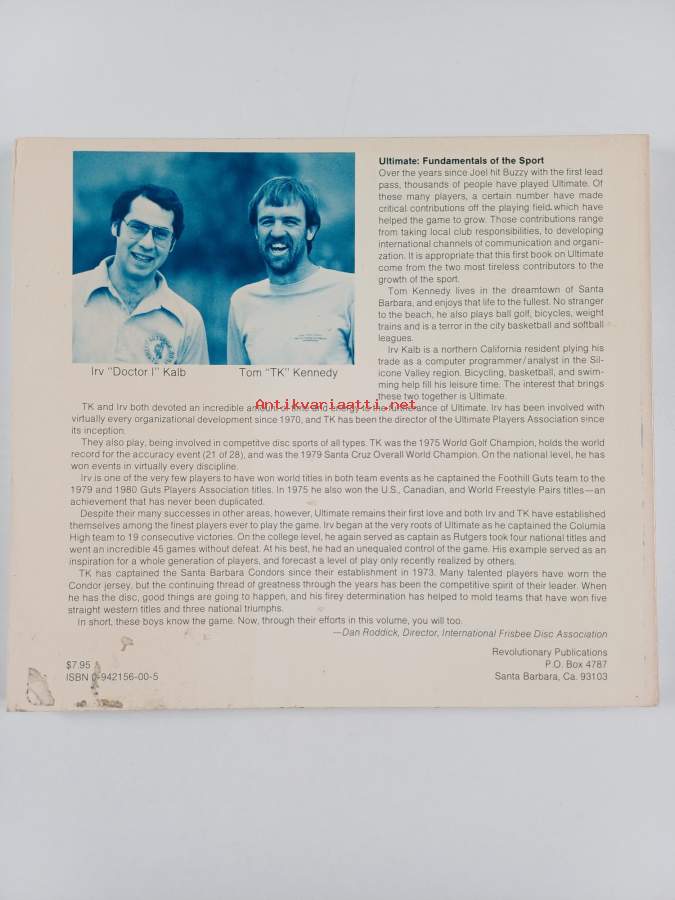 Ultimate: Fundamentals of the Sport
Over the years since Joel hit Buzzy with the first lead
pass, thousands of people have played Ultimate. Of
these many players, a certain number have made
critical contributions off the playing field, which have
helped the game to grow. Those contributions range
from taking local club responsibilities, to developing
international channels of communication and organi-
zation. It is appropriate that this first book on Ultimate
come from the two most tireless contributors to the
growth of the sport.
Tom Kennedy lives in the dreamtown of Santa
Barbara, and enjoys that life to the fullest. No stranger
to the beach, he also plays ball golf, bicycles, weight
trains and is a terror in the city basketball and softball
leagues.
Irv Kalb is a northern California resident plying his
trade as a computer programmer/analyst in the Sil-
icone Valley region. Bicycling, basketball, and swim-
ming help fill his leisure time. The interest that brings
these two together is Ultimate.
Irv "Doctor I" Kalb
Tom "TK" Kennedy
Antikvariaatti.net
TK and Irv both devoted an incredible amount of time and energy to the furtherance of Ultimate. Irv has been involved with
virtually every organizational development since 1970, and TK has been the director of the Ultimate Players Association since
its inception.
They also play, being involved in competitve disc sports of all types. TK was the 1975 World Golf Champion, holds the world
record for the accuracy event (21 of 28), and was the 1979 Santa Cruz Overall World Champion. On the national level, he has
won events in virtually every discipline.
Irv is one of the very few players to have won world titles in both team events as he captained the Foothill Guts team to the
1979 and 1980 Guts Players Association titles. In 1975 he also won the U.S., Canadian, and World Freestyle Pairs titles—an
achievement that has never been duplicated.
Despite their many successes in other areas, however, Ultimate remains their first love and both Irv and TK have established
themselves among the finest players ever to play the game. Irv began at the very roots of Ultimate as he captained the Columia
High team to 19 consecutive victories. On the college level, he again served as captain as Rutgers took four national titles and
went an incredible 45 games without defeat. At his best, he had an unequaled control of the game. His example served as an
inspiration for a whole generation of players, and forecast a level of play only recently realized by others.
TK has captained the Santa Barbara Condors since their establishment in 1973. Many talented players have worn the
Condor jersey, but the continuing thread of greatness through the years has been the competitive spirit of their leader. When
he has the disc, good things are going to happen, and his firey determination has helped to mold teams that have won five
straight western titles and three national triumphs.
In short, these boys know the game. Now, through their efforts in this volume, you will too.
—Dan Roddick, Director, International Frisbee Disc Association
$7.95
ISBN 0-942156-00-5
Revolutionary Publications
P.O. Box 4787
Santa Barbara, Ca. 93103